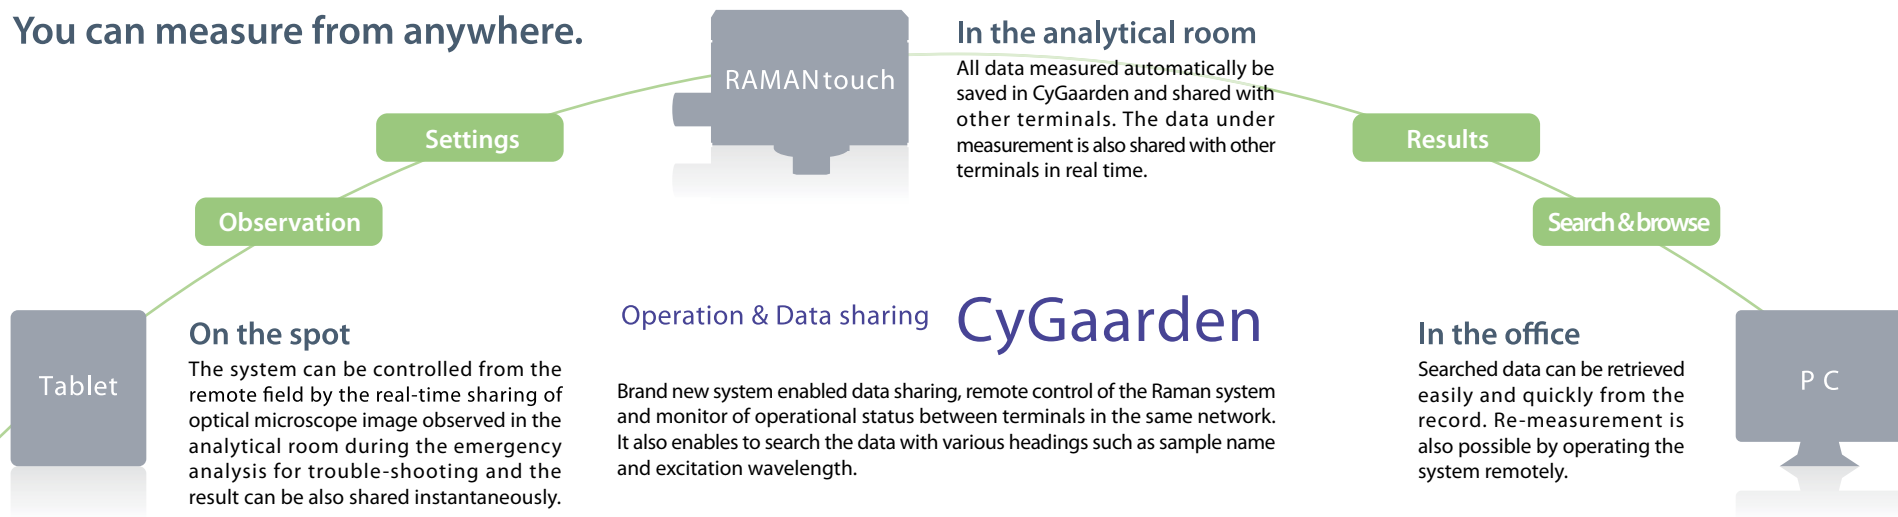 You can measure from anywhere.
RAMANtouch
In the analytical room
All data measured automatically be
saved in CyGaarden and shared with
other terminals. The data under
measurement is also shared with other
terminals in real time.
Settings
Results
Observation
Search & browse
Tablet
On the spot
The system can be controlled from the
remote field by the real-time sharing of
optical microscope image observed in the
analytical room during the emergency
analysis for trouble-shooting and the
result can be also shared instantaneously.
Operation & Data sharing CyGaarden
Brand new system enabled data sharing, remote control of the Raman system
and monitor of operational status between terminals in the same network.
It also enables to search the data with various headings such as sample name
and excitation wavelength.
In the office
Searched data can be retrieved
easily and quickly from the
record. Re-measurement is
also possible by operating the
system remotely.
PC